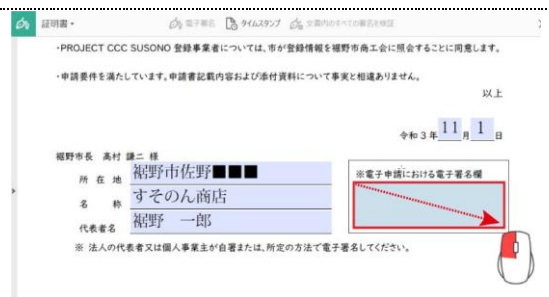 証明書
電子署名 タイムスタンプ 文書内のすべての署名を検証
・PROJECT CCC SUSONO 登録事業者については、市が登録情報を裾野市商工会に照会することに同意します。
・申請要件を満たしています。申請書記載内容および添付資料について事実と相違ありません。
以上
令和 3 年 11 月 1 日
裾野市長 高村 謙二 様
所 在 地 裾野市佐野■■■
※電子申請における電子署名欄
名 称 すそのん商店
代表者名 裾野 一郎
※ 法人の代表者又は個人事業主が自署または、所定の方法で電子署名してください。